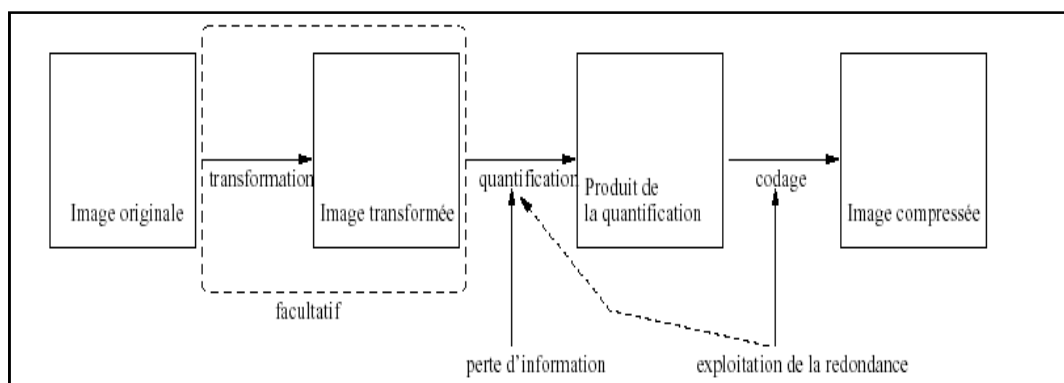 transformation
quantification
codage
Image originale
Image transformée
Produit de
la quantification
Image compressée
facultatif
perte d'information
exploitation de la redondance